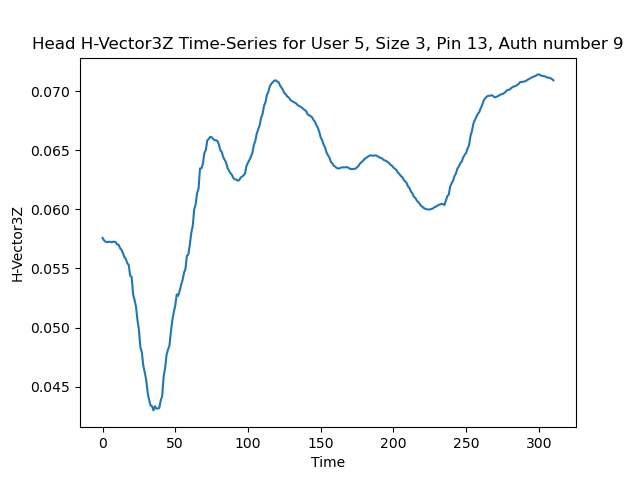 Head H-Vector3Z Time-Series for User 5, Size 3, Pin 13, Auth number 9
H-Vector3Z
0.070
0.065
0.060
0.055
0.050
0.045
0 50 100 150 200 250 300
Time